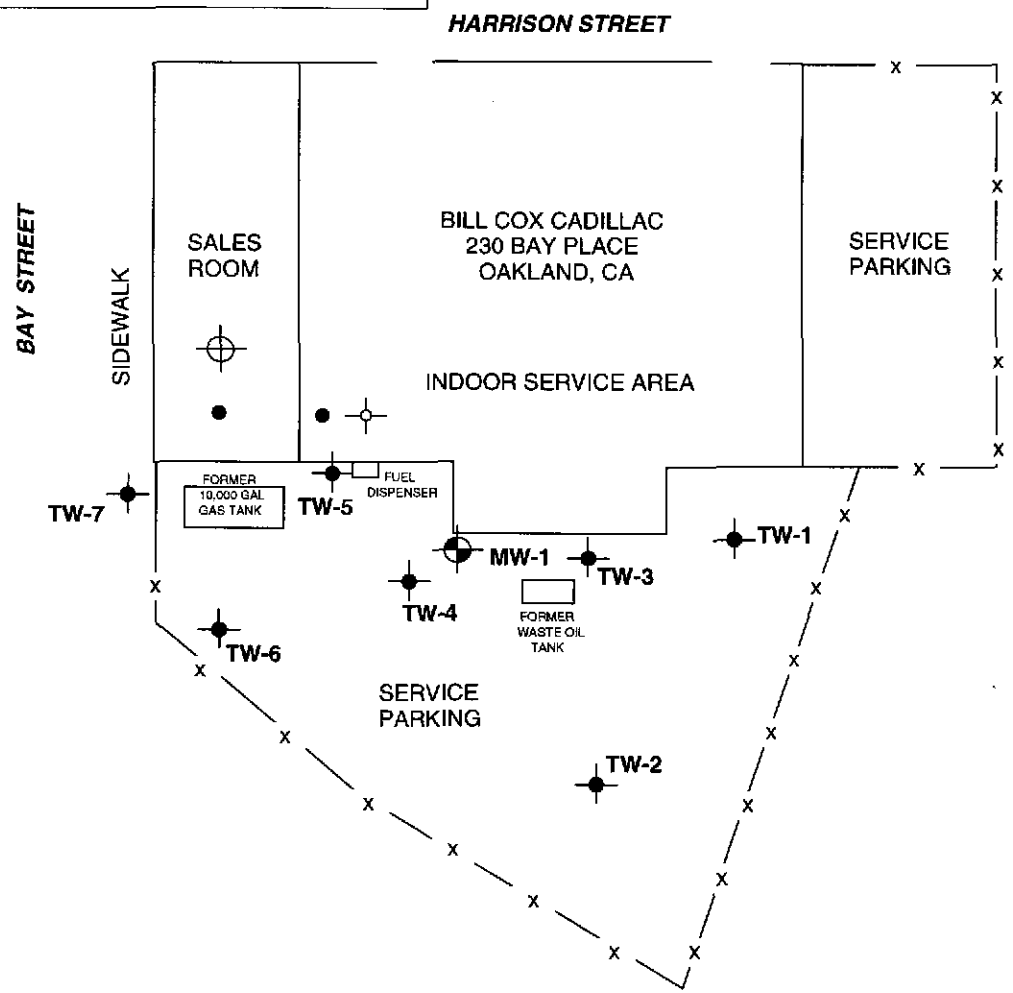 HARRISON STREET
BAY STREET
SIDEWALK
SALES
ROOM
BILL COX CADILLAC
230 BAY PLACE
OAKLAND, CA
SERVICE
PARKING
INDOOR SERVICE AREA
FORMER
10,000 GAL
GAS TANK
FUEL
DISPENSER
TW-7
TW-5
TW-1
MW-1
TW-3
TW-4
FORMER
WASTE OIL
TANK
TW-6
SERVICE
PARKING
TW-2